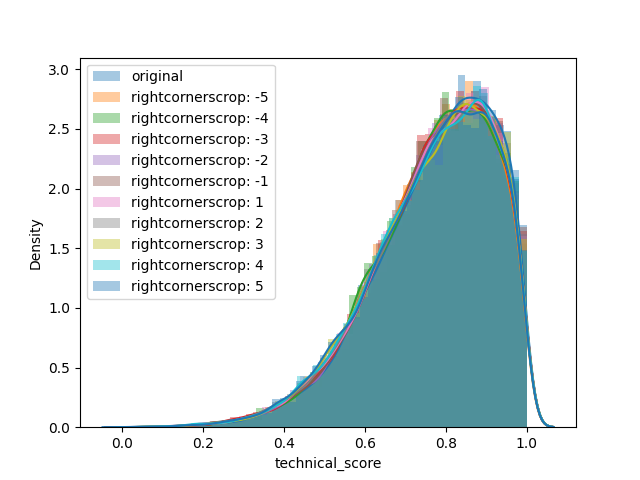 3.0
2.5
2.0
1.5
1.0
0.5
0.0
Density
original
rightcornerscrop: -5
rightcornerscrop: -4
rightcornerscrop: -3
rightcornerscrop: -2
rightcornerscrop: -1
rightcornerscrop: 1
rightcornerscrop: 2
rightcornerscrop: 3
rightcornerscrop: 4
rightcornerscrop: 5
0.0 0.2 0.4 0.6 0.8 1.0
technical_score